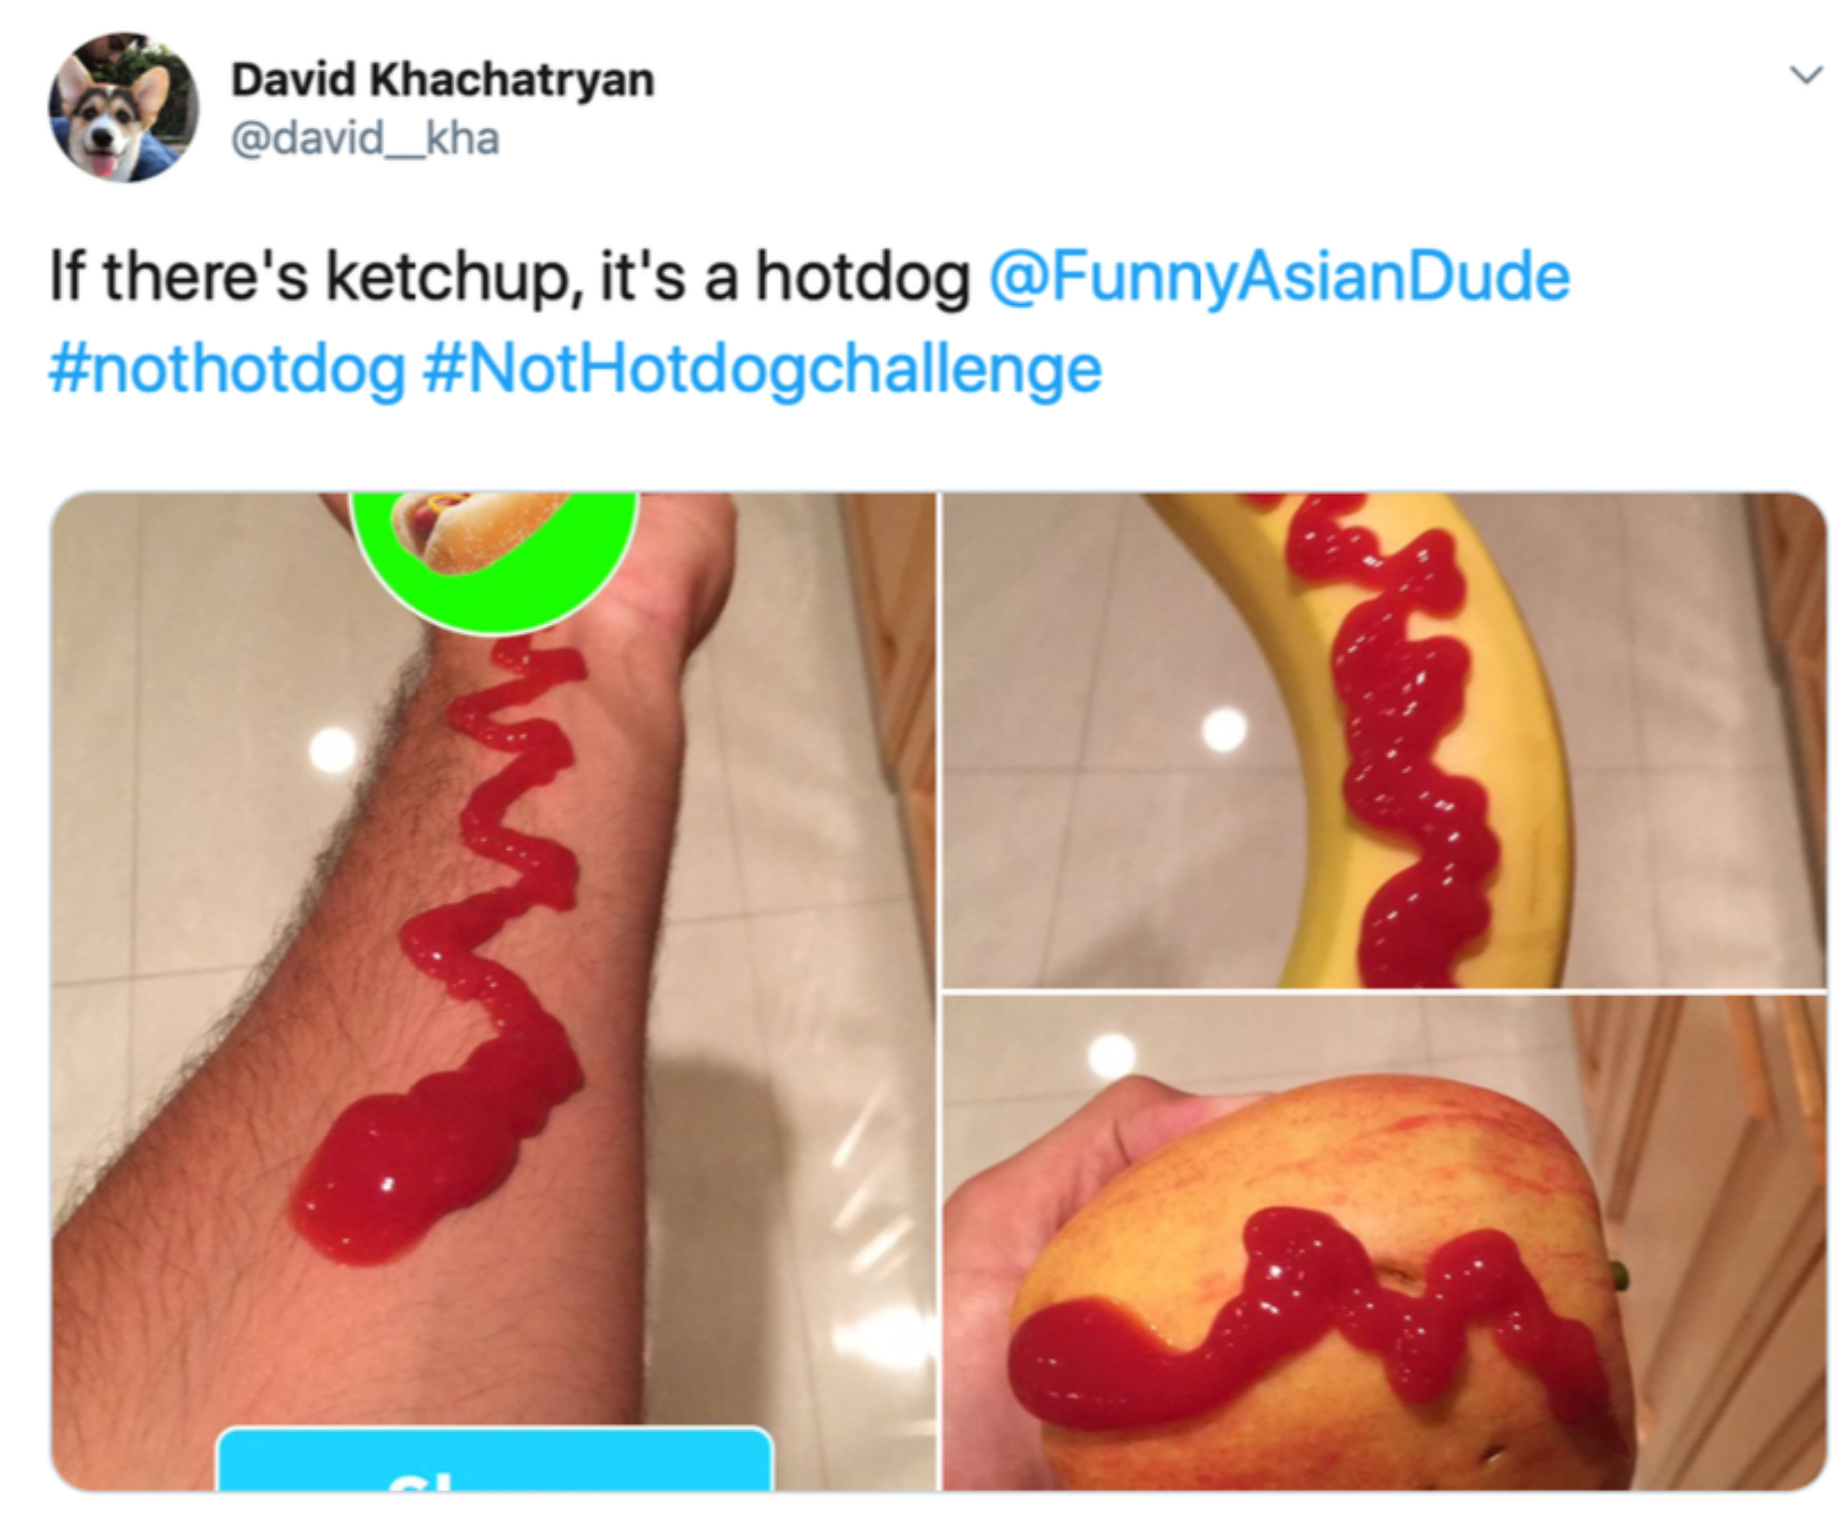 David Khachatryan
@david__kha
If there's ketchup, it's a hotdog @FunnyAsianDude
#nothotdog #NotHotdogchallenge